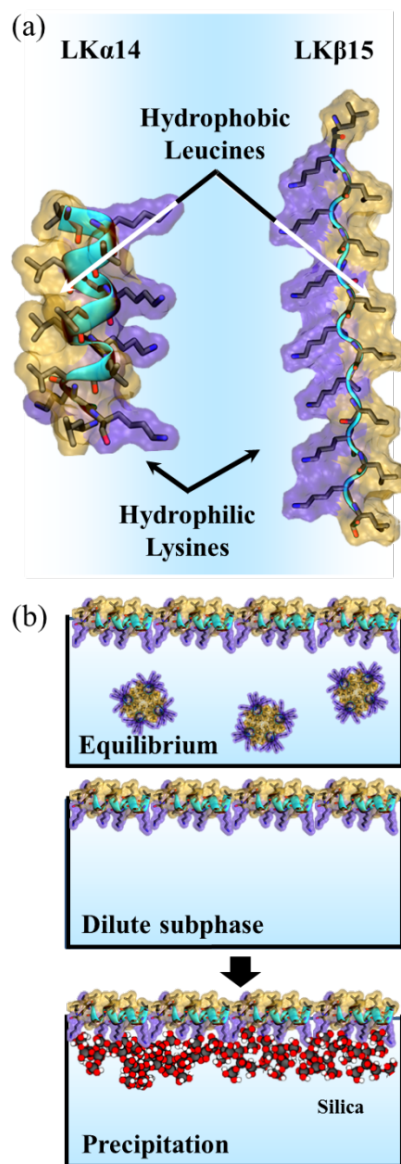 (a)
LKα14
LKβ15
Hydrophobic
Leucines
Hydrophilic
Lysines
(b)
Equilibrium
Dilute subphase
Silica
Precipitation